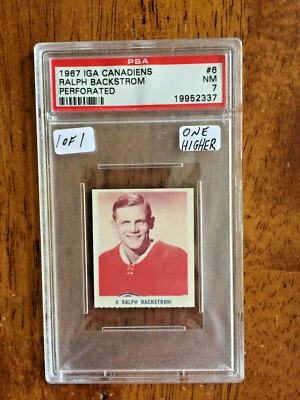 PSA
1967 IGA CANADIENS #6
RALPH BACKSTROM NM
PERFORATED 7
19952337
1 OF 1
ONE
HIGHER
6 RALPH BACKSTROM